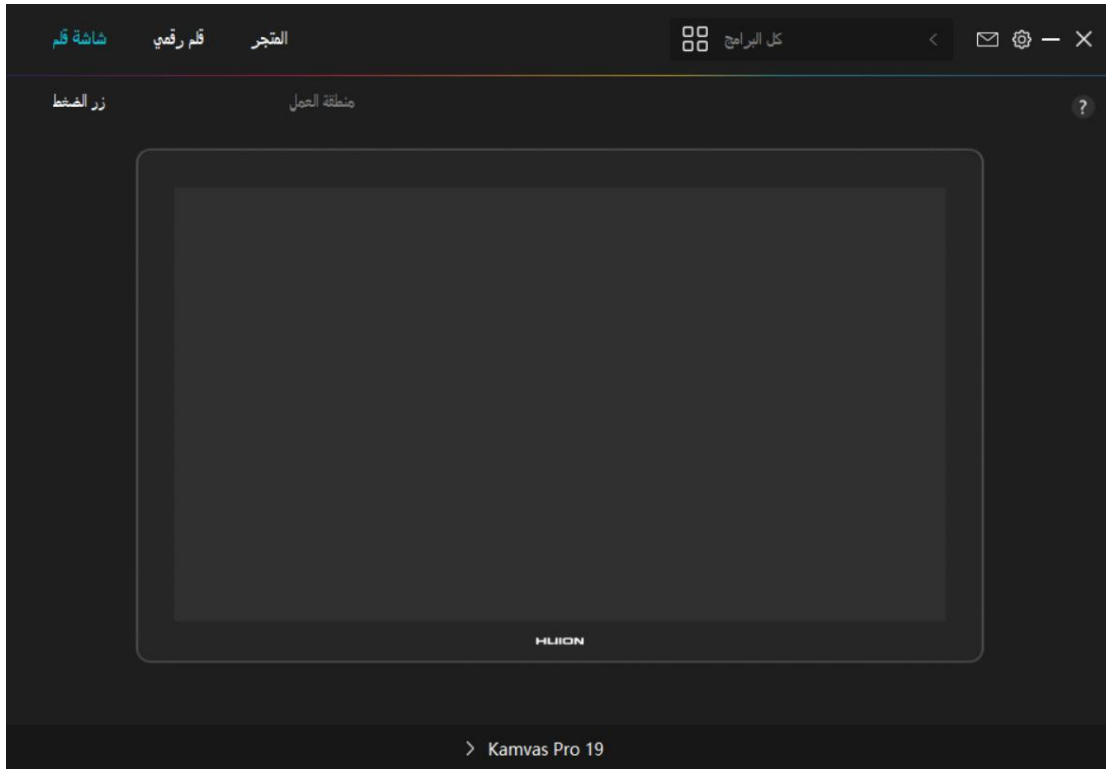 شاشة قلم
قلم رقمي
المتجر
كل البرامج
زر الضغط
منطقة العمل
?
HUION
Kamvas Pro 19